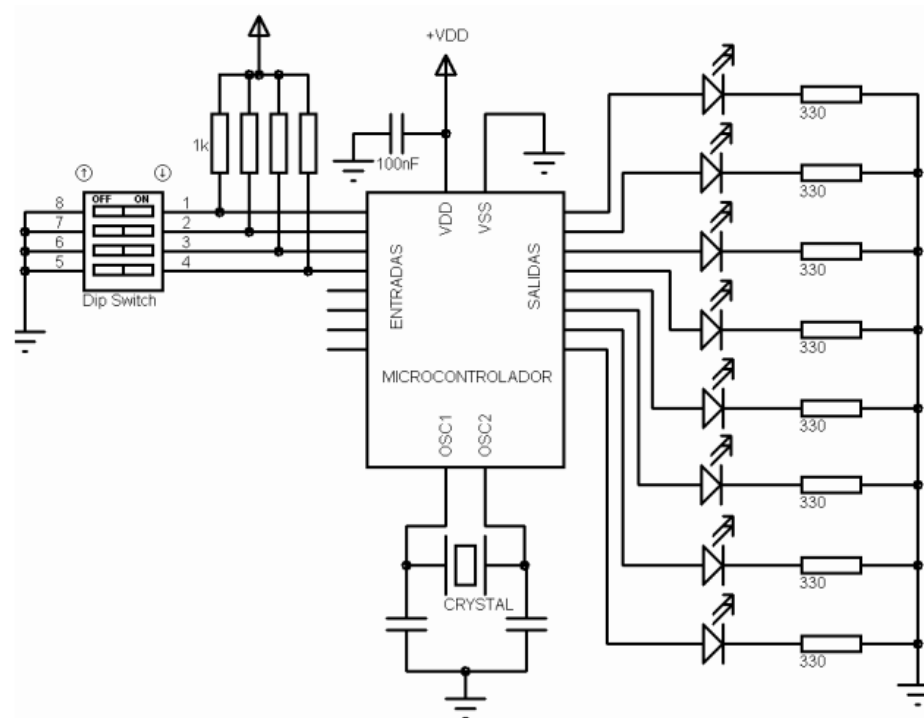 +VDD
1k
100nF
330
330
330
330
330
330
330
330
OFF ON
8 1
7 2
6 3
5 4
Dip Switch
VDD
VSS
ENTRADAS
SALIDAS
MICROCONTROLADOR
OSC1
OSC2
CRYSTAL